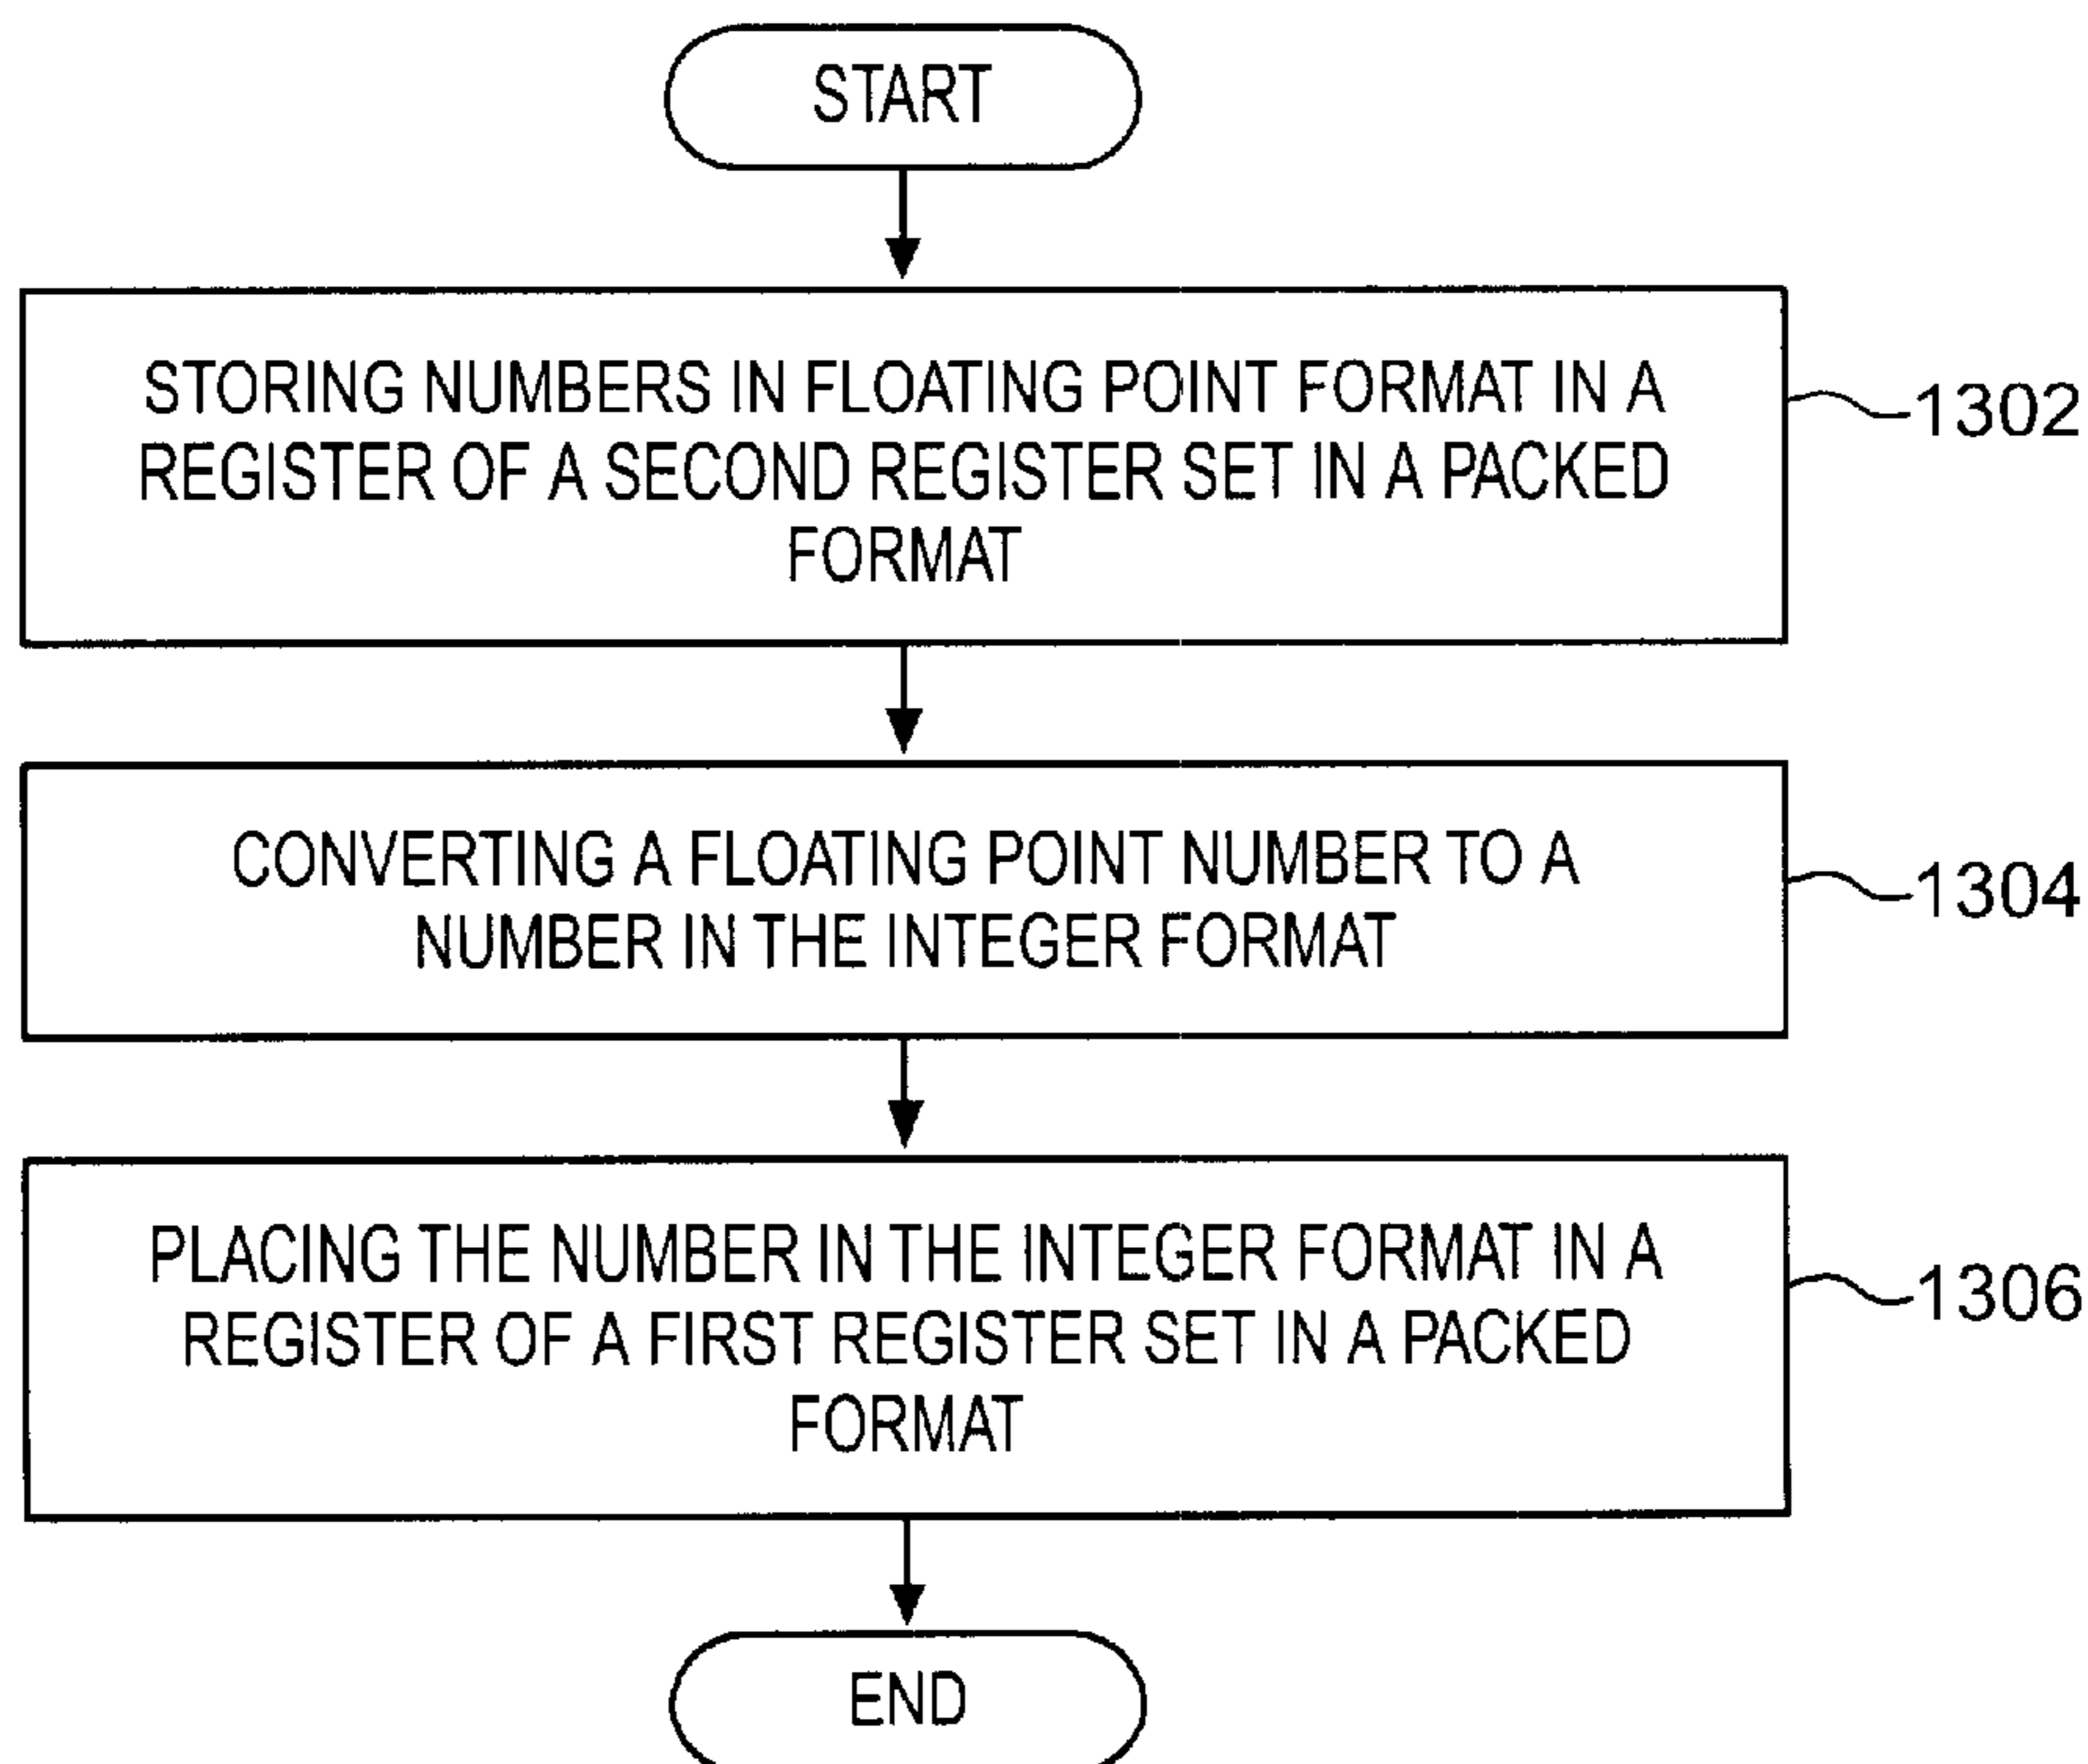 START
STORING NUMBERS IN FLOATING POINT FORMAT IN A
REGISTER OF A SECOND REGISTER SET IN A PACKED
FORMAT
1302
CONVERTING A FLOATING POINT NUMBER TO A
NUMBER IN THE INTEGER FORMAT
1304
PLACING THE NUMBER IN THE INTEGER FORMAT IN A
REGISTER OF A FIRST REGISTER SET IN A PACKED
FORMAT
1306
END